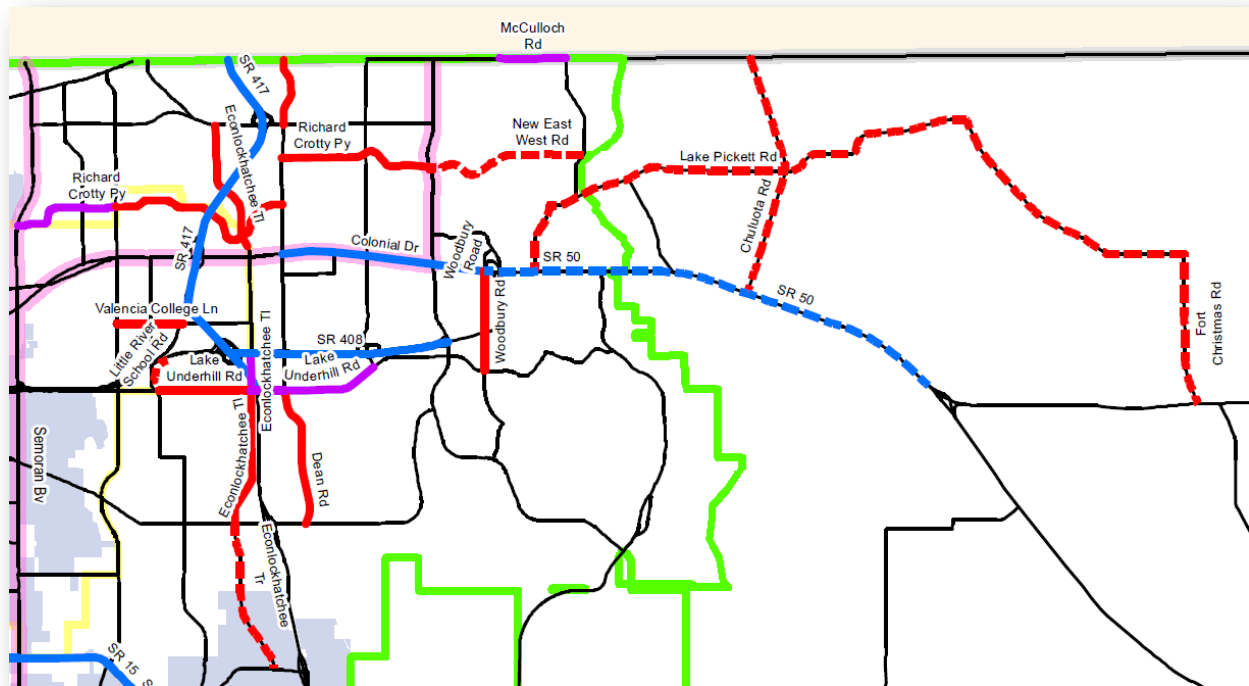 McCulloch
Rd
SR 417
Econlockhatchee Tl
Richard
Crotty Py
New East
West Rd
Lake Pickett Rd
Richard
Crotty Py
Chuluota Rd
SR 417
Colonial Dr
Woodbury
Road
SR 50
SR 50
Valencia College Ln
Little River
School Rd
Econlockhatchee Tl
Woodbury Rd
Fort
Christmas Rd
SR 408
Lake
Underhill Rd
Lake
Underhill Rd
Semoran Bv
Econlockhatchee Tl
Dean Rd
Econlockhatchee
Tr
SR 15